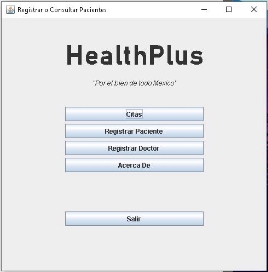 Registrar o Consultar Pacientes
HealthPlus
"Por el bien de todo Mexico"
Citas
Registrar Paciente
Registrar Doctor
Acerca De
Salir